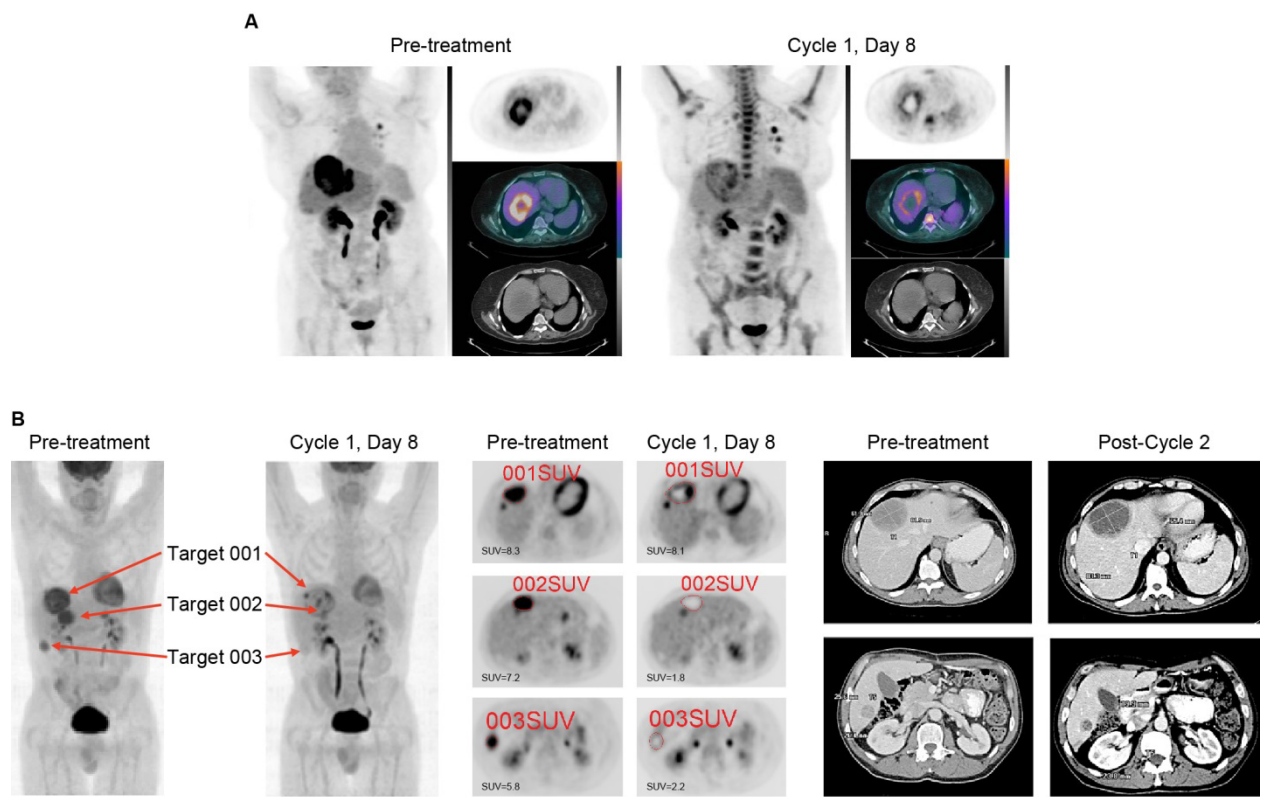 A
Pre-treatment
Cycle 1, Day 8
B
Pre-treatment
Cycle 1, Day 8
Pre-treatment
Cycle 1, Day 8
Pre-treatment
Post-Cycle 2
Target 001
Target 002
Target 003
001SUV
SUV=8.3
001SUV
SUV=8.1
002SUV
SUV=7.2
002SUV
SUV=1.8
003SUV
SUV=5.8
003SUV
SUV=2.2